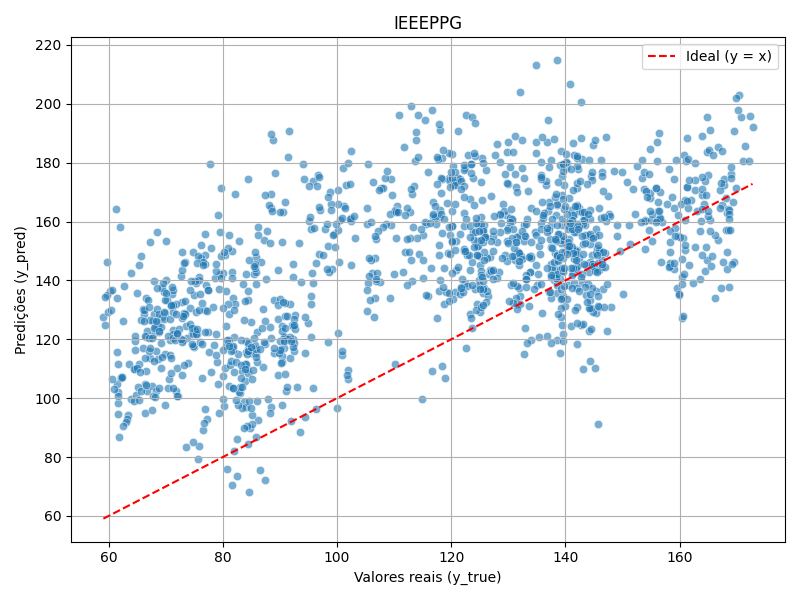 IEEEPPG
Ideal (y = x)
220
200
180
160
140
120
100
80
60
Predições (y_pred)
60 80 100 120 140 160
Valores reais (y_true)